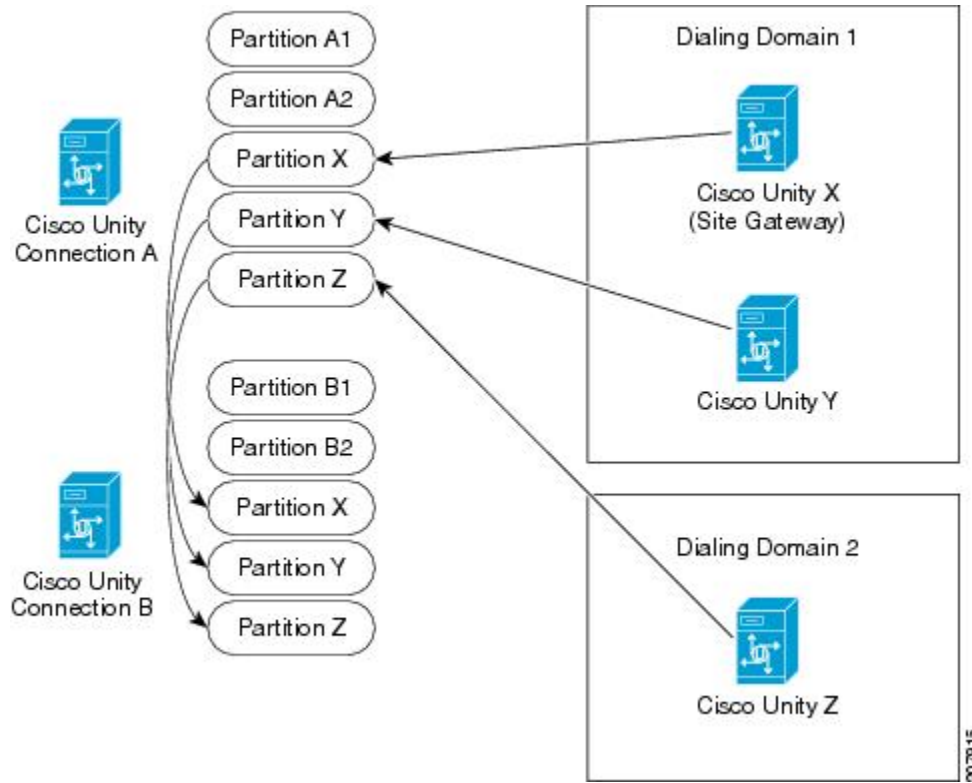 Partition A1
Partition A2
Partition X
Partition Y
Partition Z
Cisco Unity
Connection A
Partition B1
Partition B2
Partition X
Partition Y
Partition Z
Cisco Unity
Connection B
Dialing Domain 1
Cisco Unity X
(Site Gateway)
Cisco Unity Y
Dialing Domain 2
Cisco Unity Z